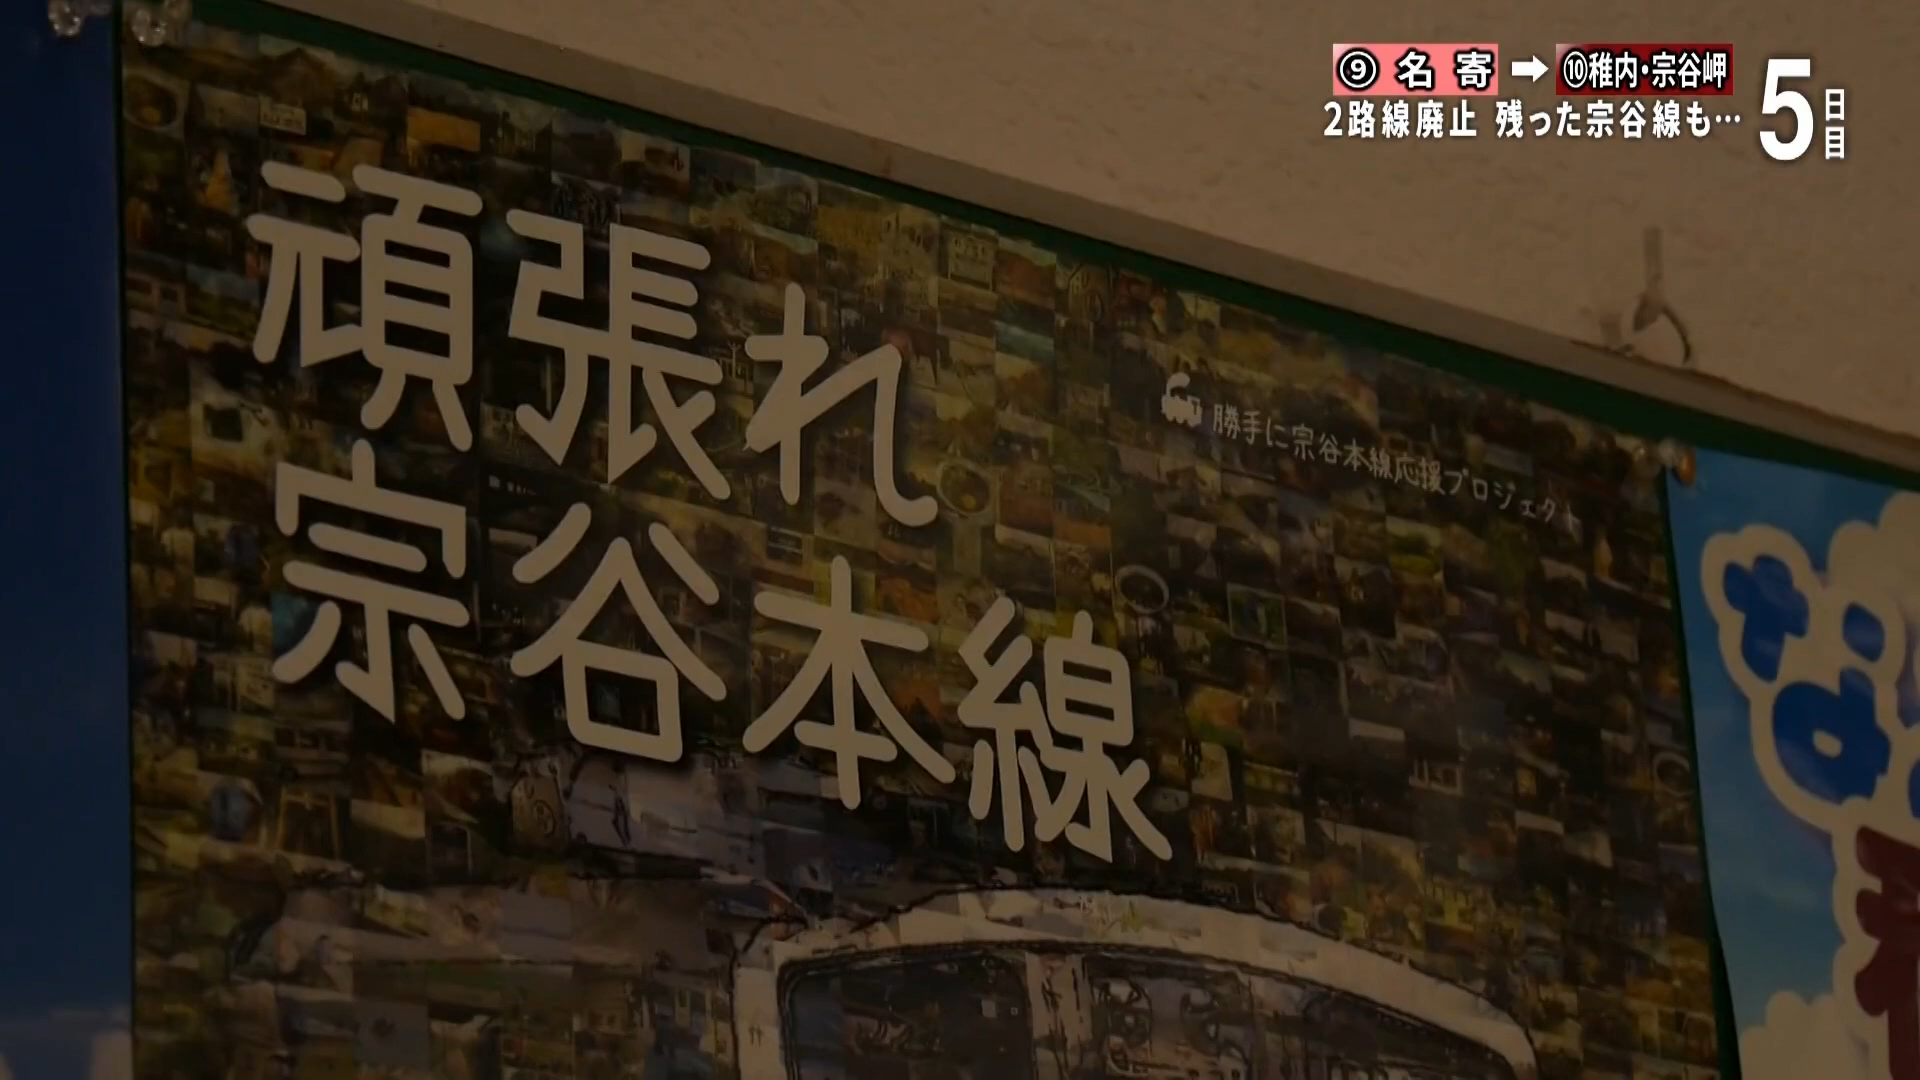 ⑨ 名 寄 ➡ ⑩稚内・宗谷岬
2路線廃止 残った宗谷線も…
5日目
頑張れ
宗谷本線
勝手に宗谷本線応援プロジェクト